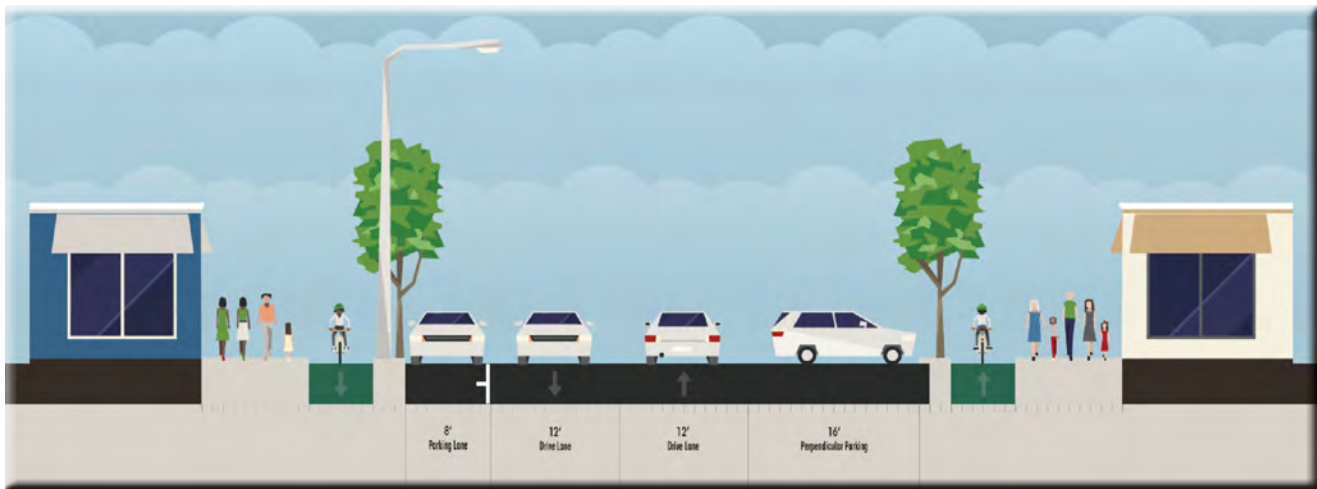 8'
Parking Lane
12'
Drive Lane
12'
Drive Lane
16'
Perpendicular Parking